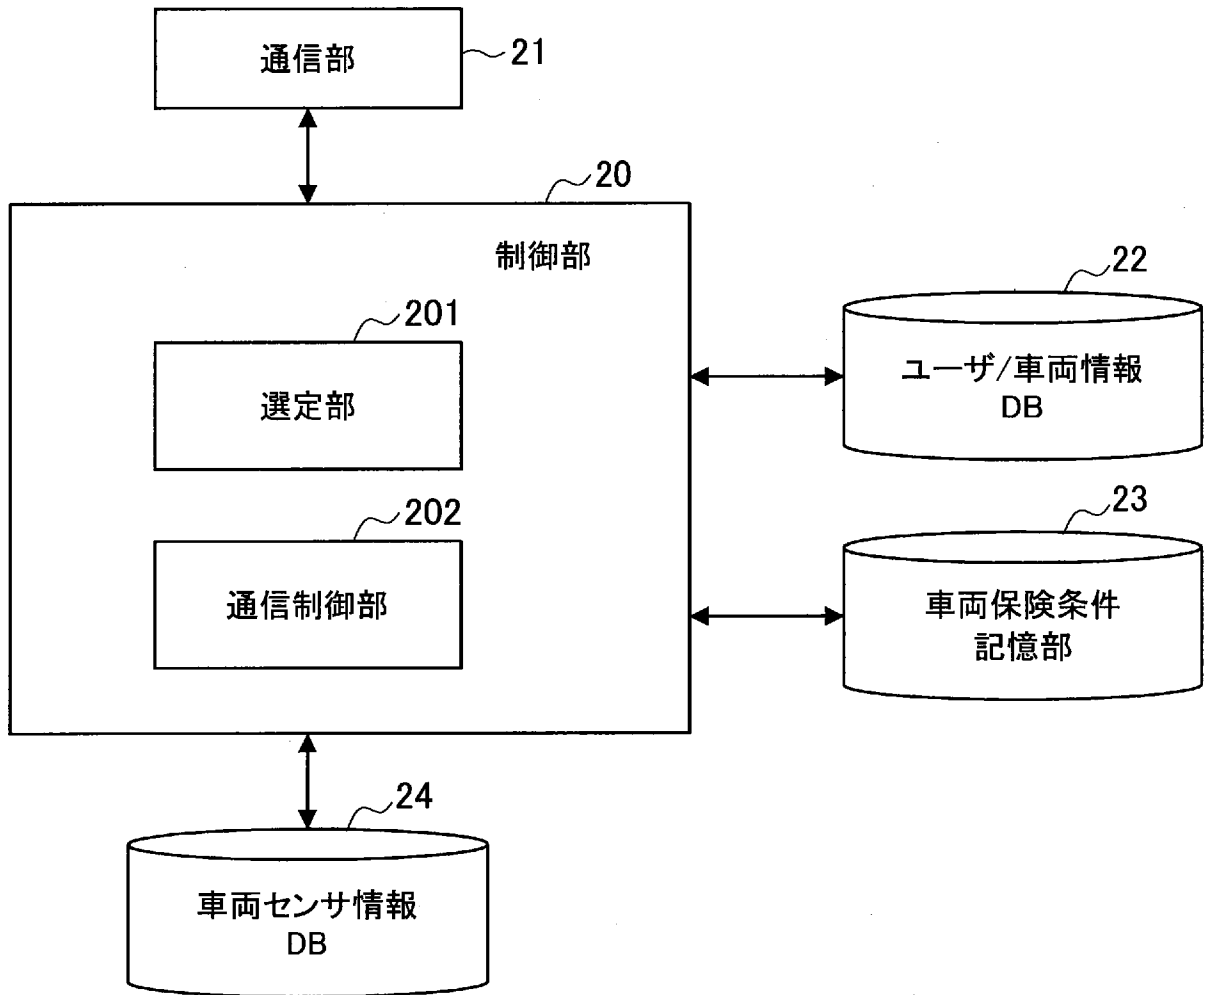 通信部
21
20
制御部
201
選定部
202
通信制御部
22
ユーザ/車両情報
DB
23
車両保険条件
記憶部
24
車両センサ情報
DB